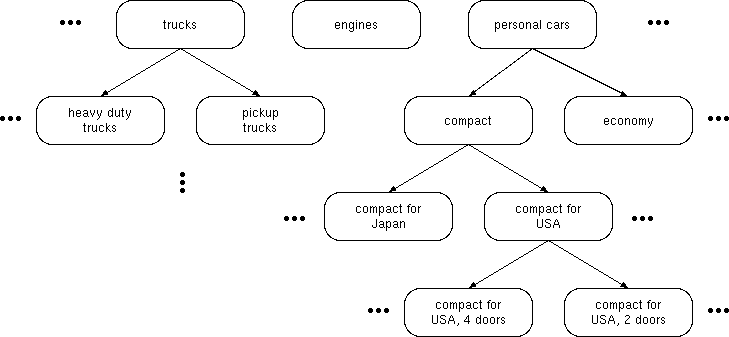 trucks
engines
personal cars
heavy duty
trucks
pickup
trucks
compact
economy
compact for
Japan
compact for
USA
compact for
USA, 4 doors
compact for
USA, 2 doors